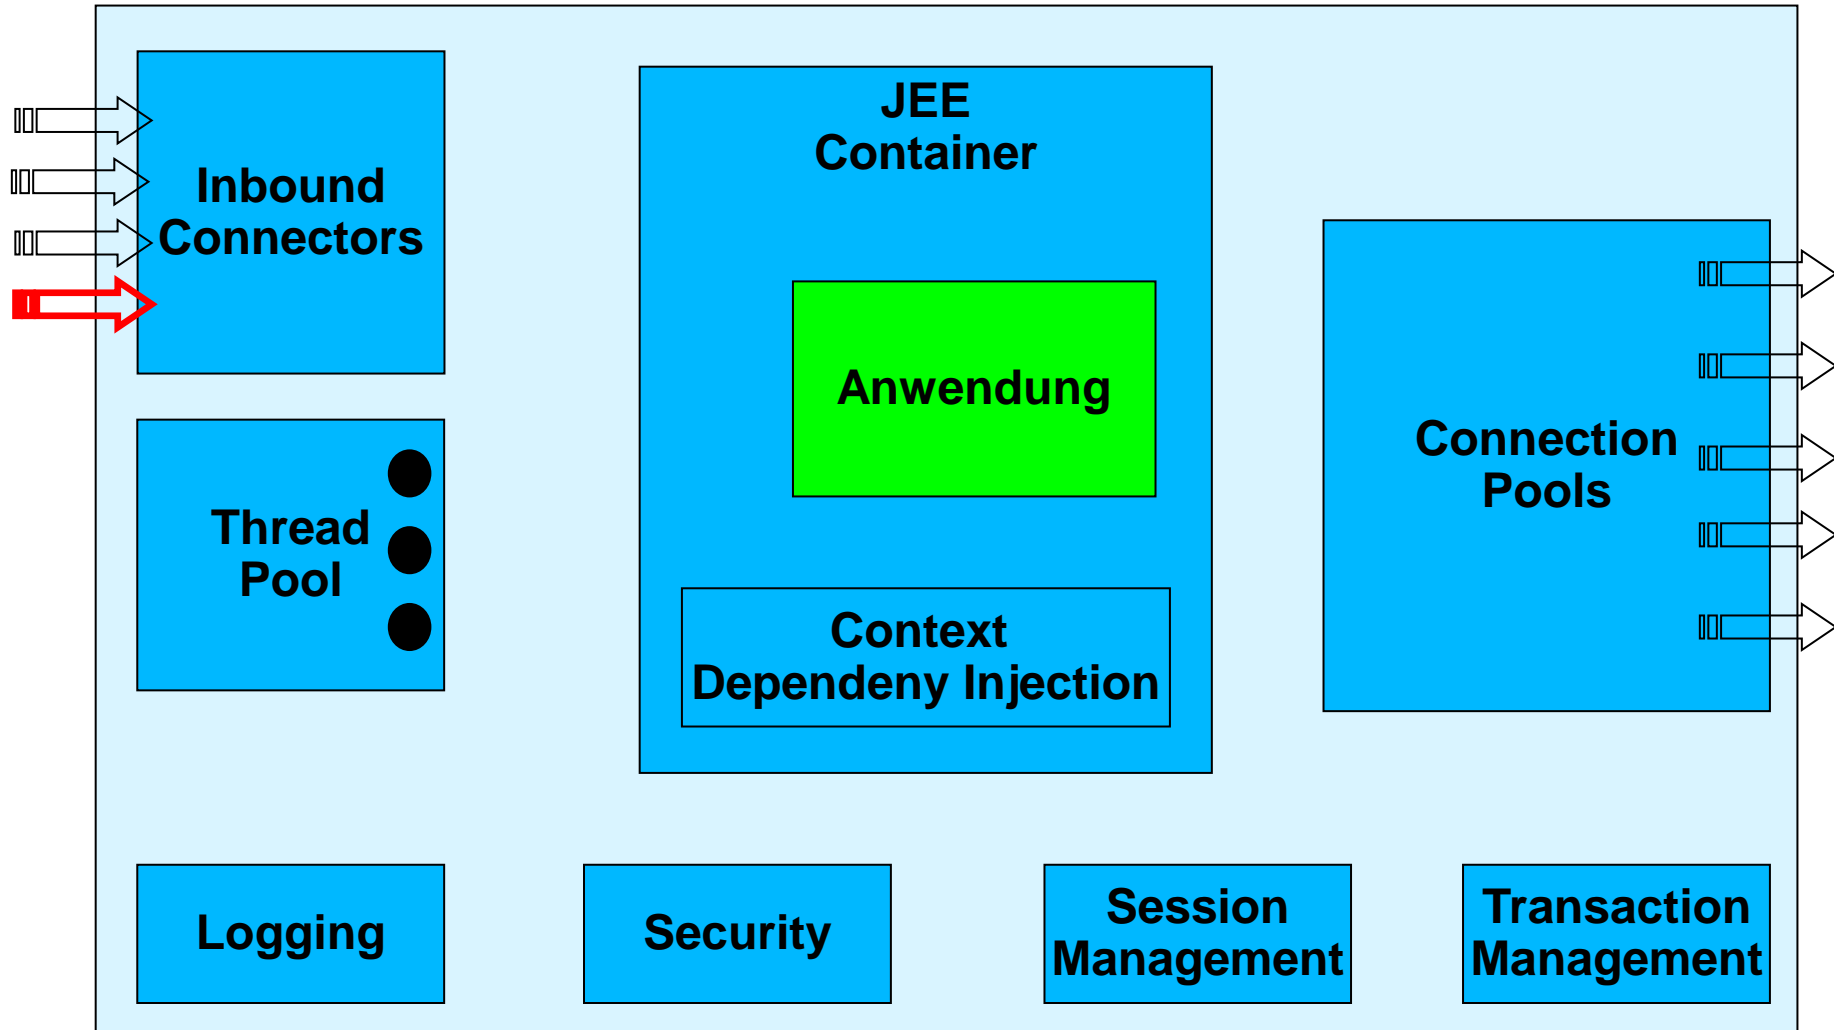 JEE
Container
Inbound
Connectors
Anwendung
Connection
Pools
Thread
Pool
Context
Dependeny Injection
Logging
Security
Session
Management
Transaction
Management